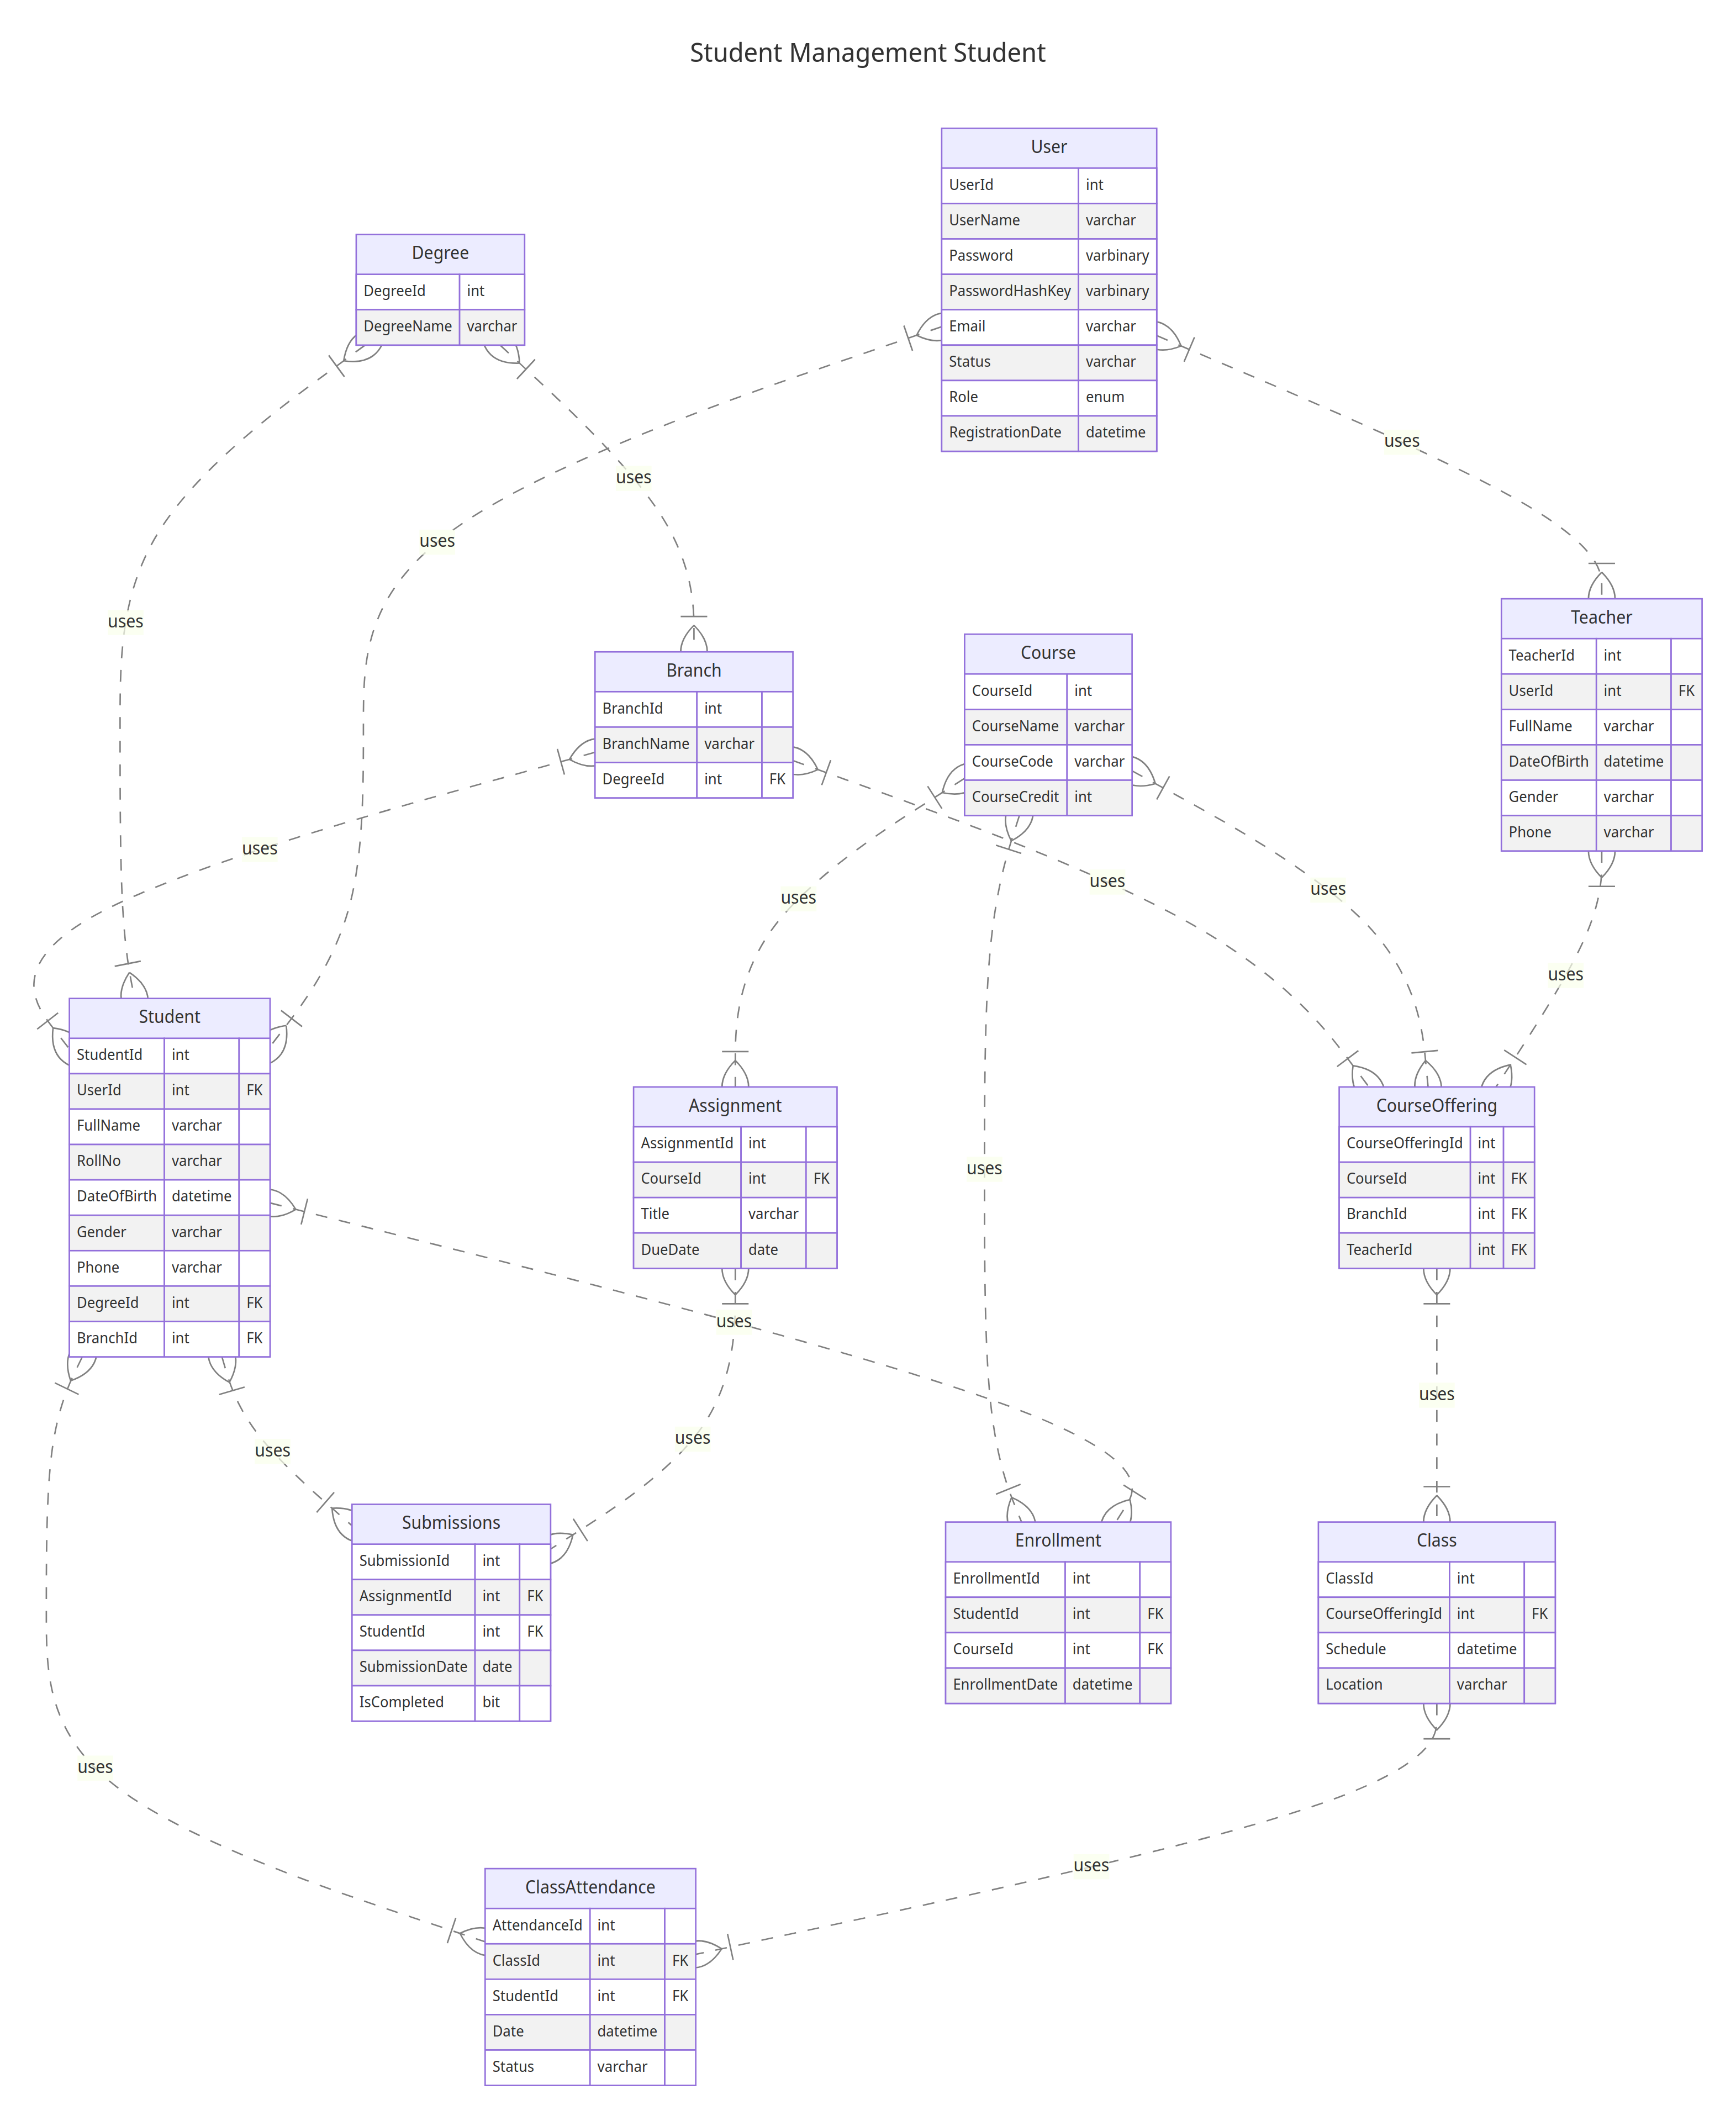 Student Management Student
User
UserId int
UserName varchar
Password varbinary
PasswordHashKey varbinary
Email varchar
Status varchar
Role enum
RegistrationDate datetime
Degree
DegreeId int
DegreeName varchar
uses
uses
uses
uses
Teacher
TeacherId int
UserId int FK
FullName varchar
DateOfBirth datetime
Gender varchar
Phone varchar
Branch
BranchId int
BranchName varchar
DegreeId int FK
Course
CourseId int
CourseName varchar
CourseCode varchar
CourseCredit int
uses
uses
uses
uses
uses
uses
Student
StudentId int
UserId int FK
FullName varchar
RollNo varchar
DateOfBirth datetime
Gender varchar
Phone varchar
DegreeId int FK
BranchId int FK
Assignment
AssignmentId int
CourseId int FK
Title varchar
DueDate date
CourseOffering
CourseOfferingId int
CourseId int FK
BranchId int FK
TeacherId int FK
uses
uses
uses
uses
Submissions
SubmissionId int
AssignmentId int FK
StudentId int FK
SubmissionDate date
IsCompleted bit
Enrollment
EnrollmentId int
StudentId int FK
CourseId int FK
EnrollmentDate datetime
Class
ClassId int
CourseOfferingId int FK
Schedule datetime
Location varchar
uses
uses
ClassAttendance
AttendanceId int
ClassId int FK
StudentId int FK
Date datetime
Status varchar